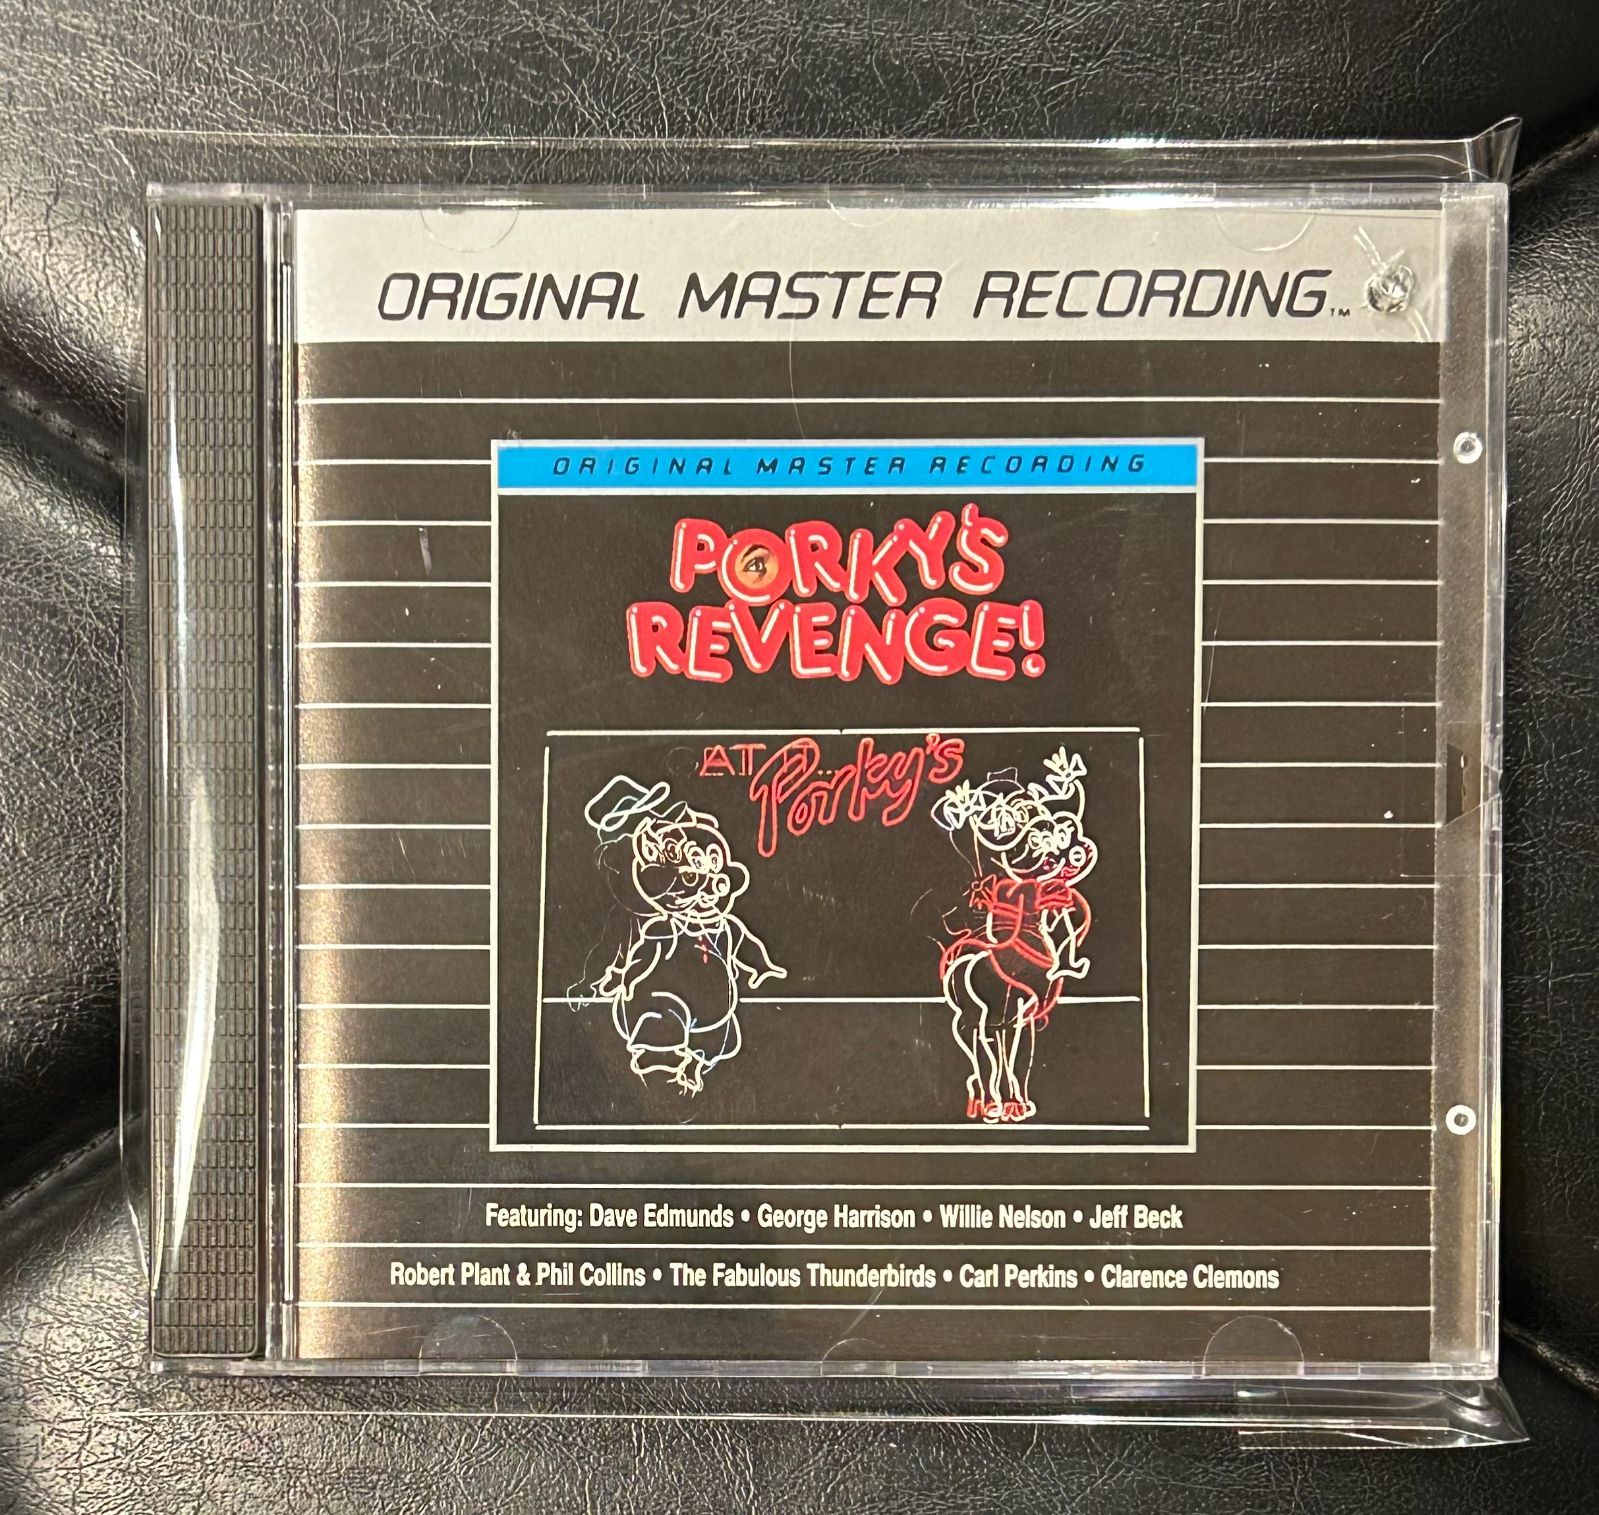 ORIGINAL MASTER RECORDING™
ORIGINAL MASTER RECORDING
PORKY'S
REVENGE!
AT Porky's
Featuring: Dave Edmunds • George Harrison • Willie Nelson • Jeff Beck
Robert Plant & Phil Collins • The Fabulous Thunderbirds • Carl Perkins • Clarence Clemons